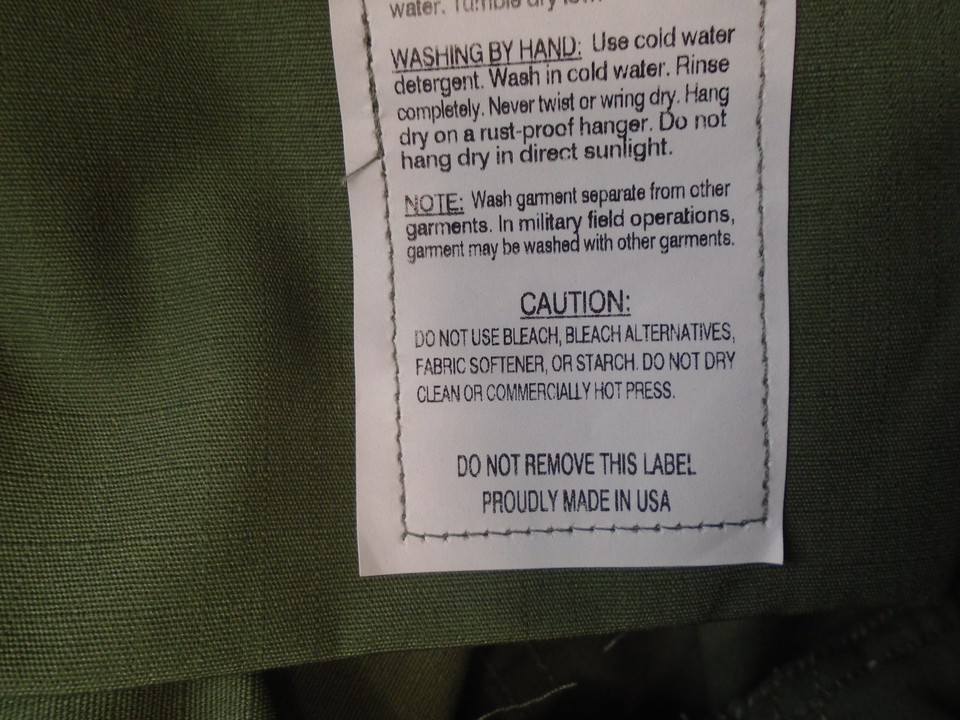 water. Tumble dry low.
WASHING BY HAND: Use cold water
detergent. Wash in cold water. Rinse
completely. Never twist or wring dry. Hang
dry on a rust-proof hanger. Do not
hang dry in direct sunlight.
NOTE: Wash garment separate from other
garments. In military field operations,
garment may be washed with other garments.
CAUTION:
DO NOT USE BLEACH, BLEACH ALTERNATIVES,
FABRIC SOFTENER, OR STARCH. DO NOT DRY
CLEAN OR COMMERCIALLY HOT PRESS.
DO NOT REMOVE THIS LABEL
PROUDLY MADE IN USA